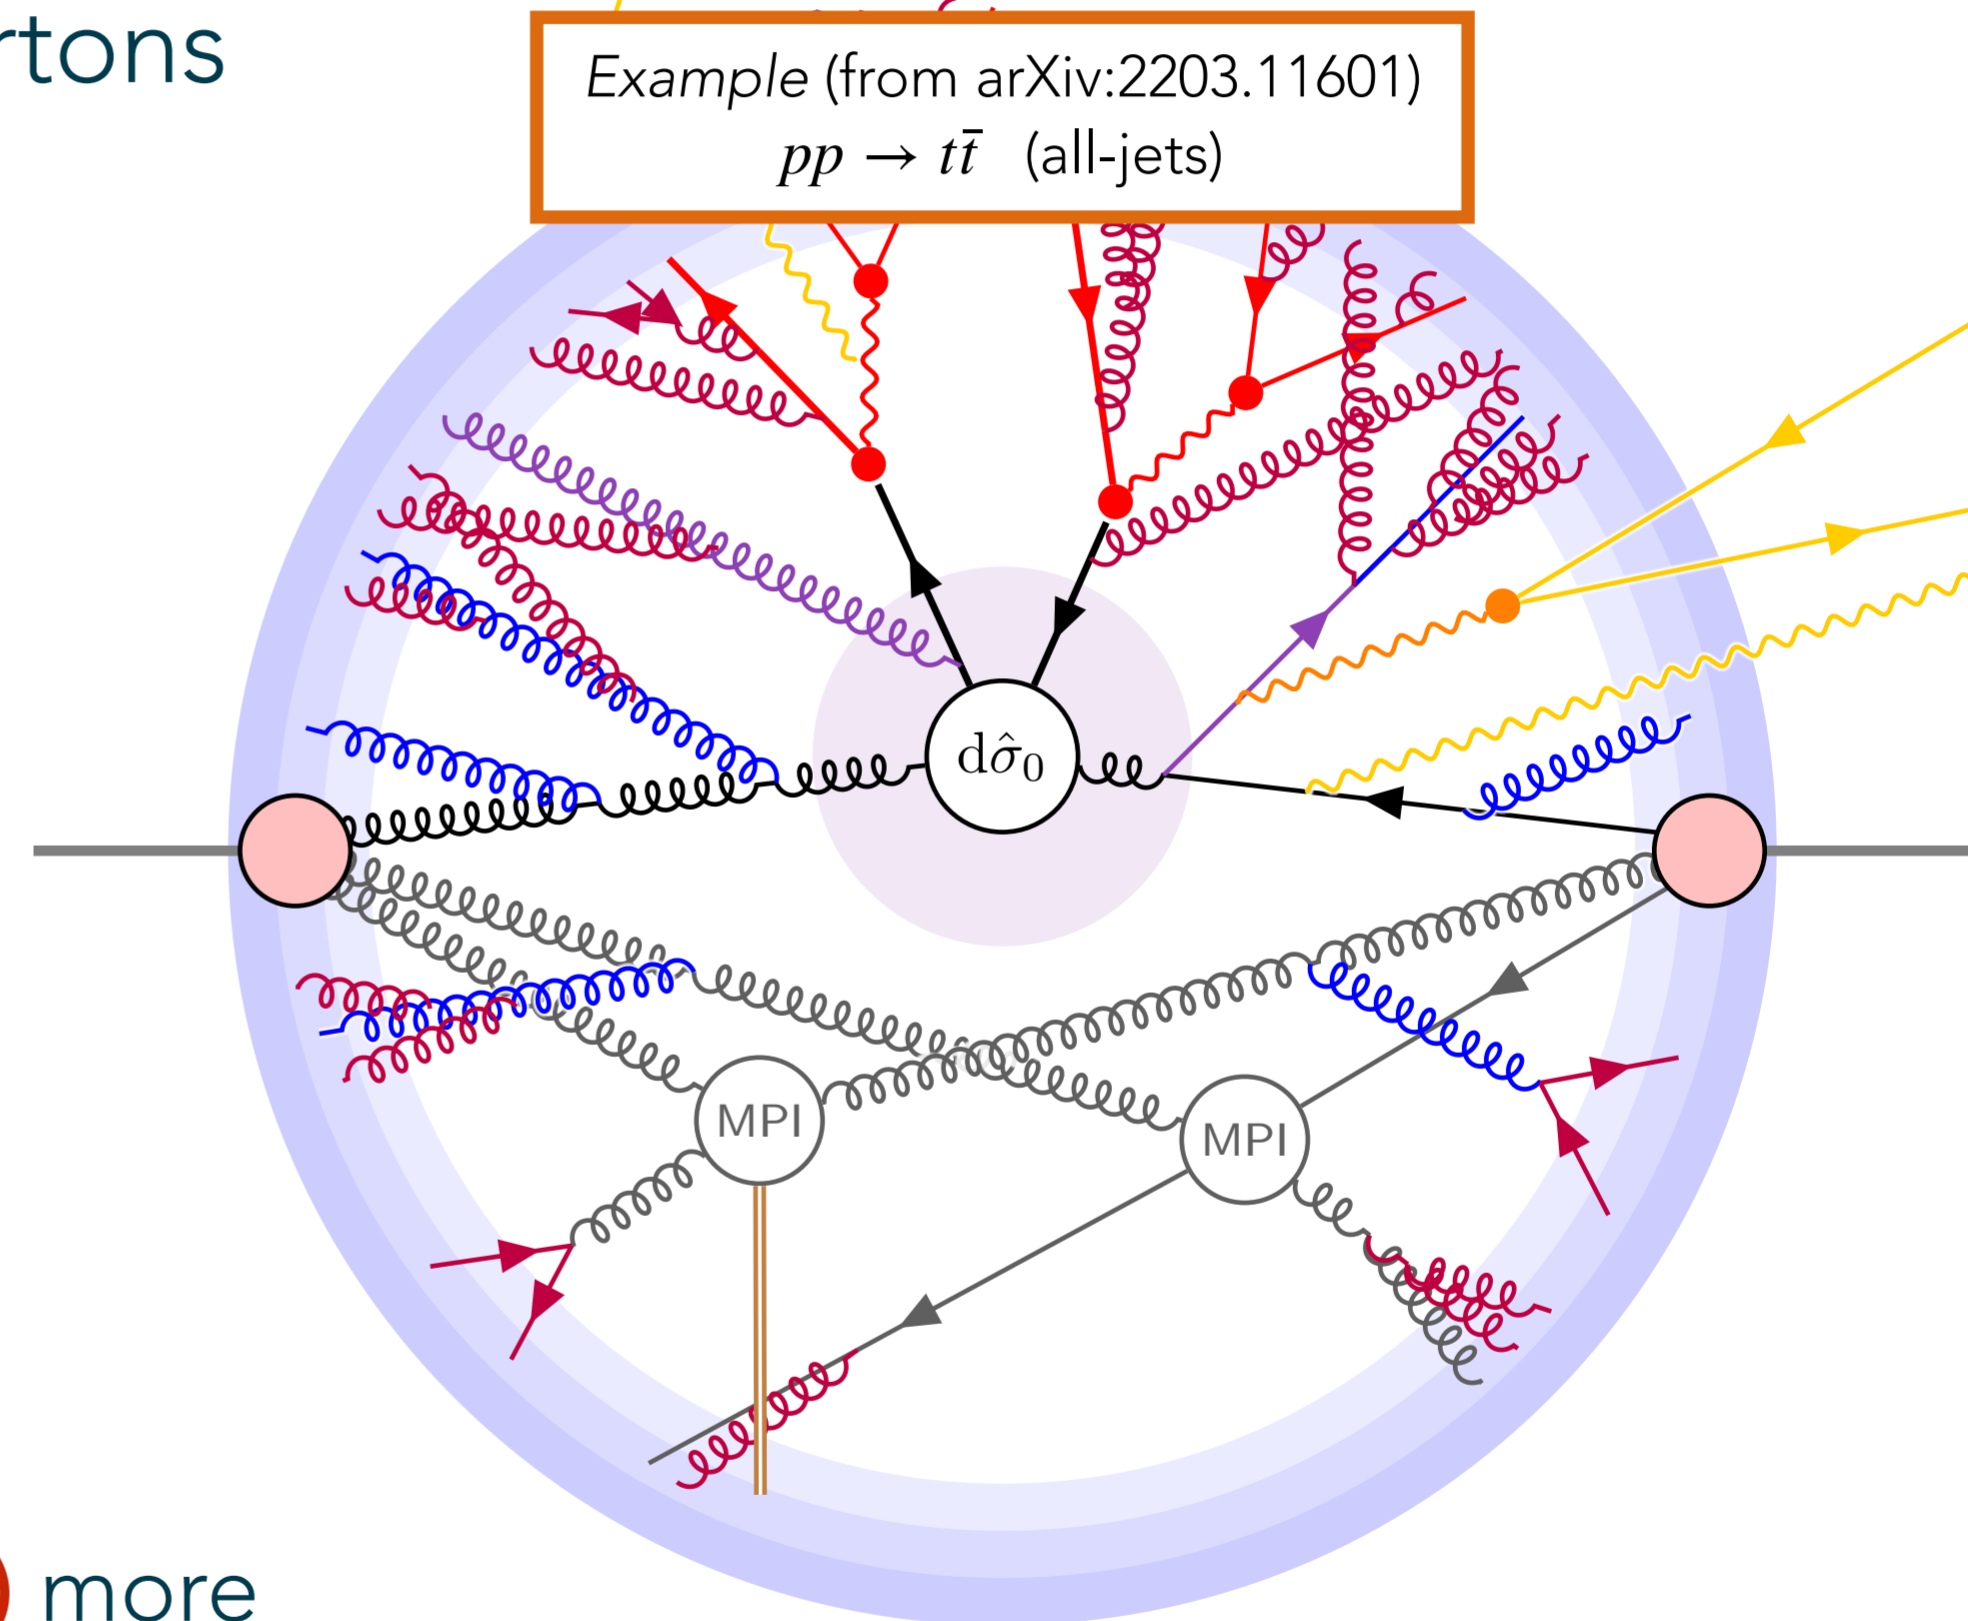 rtons
Example (from arXiv:2203.11601)
pp → tt̄ (all-jets)
dσ̂₀
MPI
MPI
more